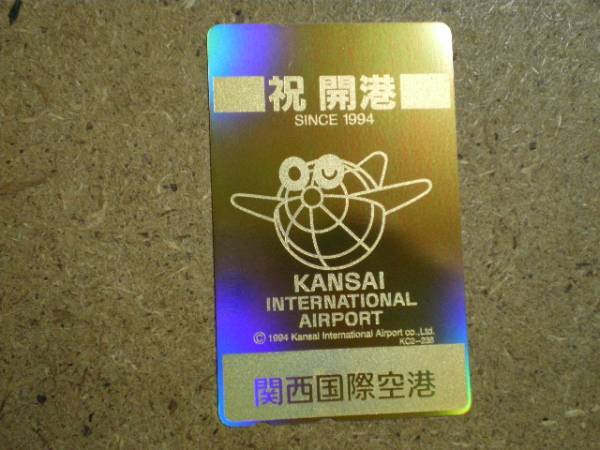 祝 開港
SINCE 1994
KANSAI
INTERNATIONAL
AIRPORT
© 1994 Kansai International Airport co.,Ltd.
KC2-238
関西国際空港